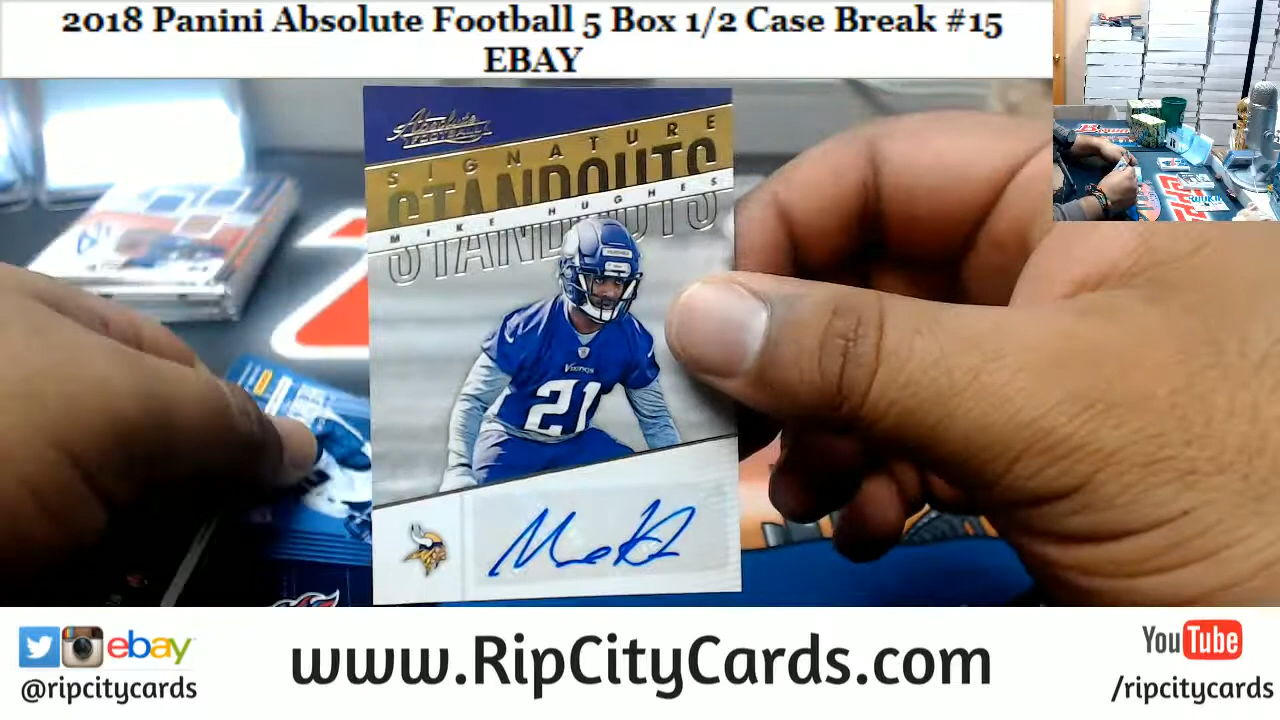 2018 Panini Absolute Football 5 Box 1/2 Case Break #15
EBAY
Absolute
FOOTBALL
SIGNATURE
STANDOUTS
MIKE HUGHES
STANDOUTS
VIKINGS
21
ebay
@ripcitycards
www.RipCityCards.com
YouTube
/ripcitycards